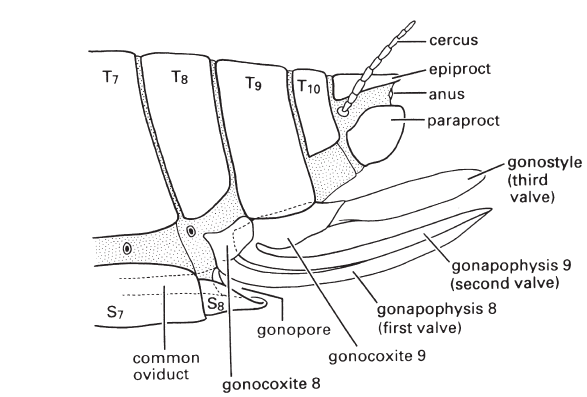 cercus
epiproct
anus
paraproct
T7
T8
T9
T10
gonostyle
(third
valve)
gonapophysis 9
(second valve)
gonapophysis 8
(first valve)
S7
S8
gonopore
gonocoxite 9
common
oviduct
gonocoxite 8